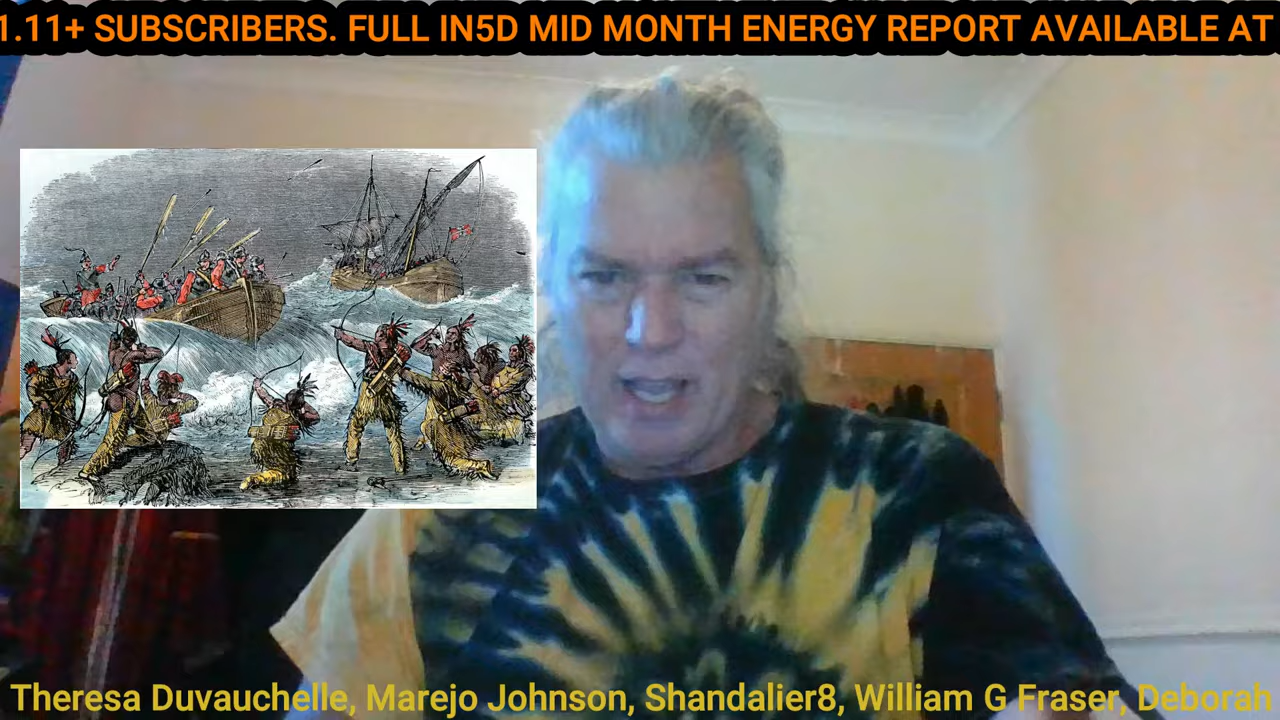 1.11+ SUBSCRIBERS. FULL IN5D MID MONTH ENERGY REPORT AVAILABLE AT
Theresa Duvauchelle, Marejo Johnson, Shandalier8, William G Fraser, Deborah